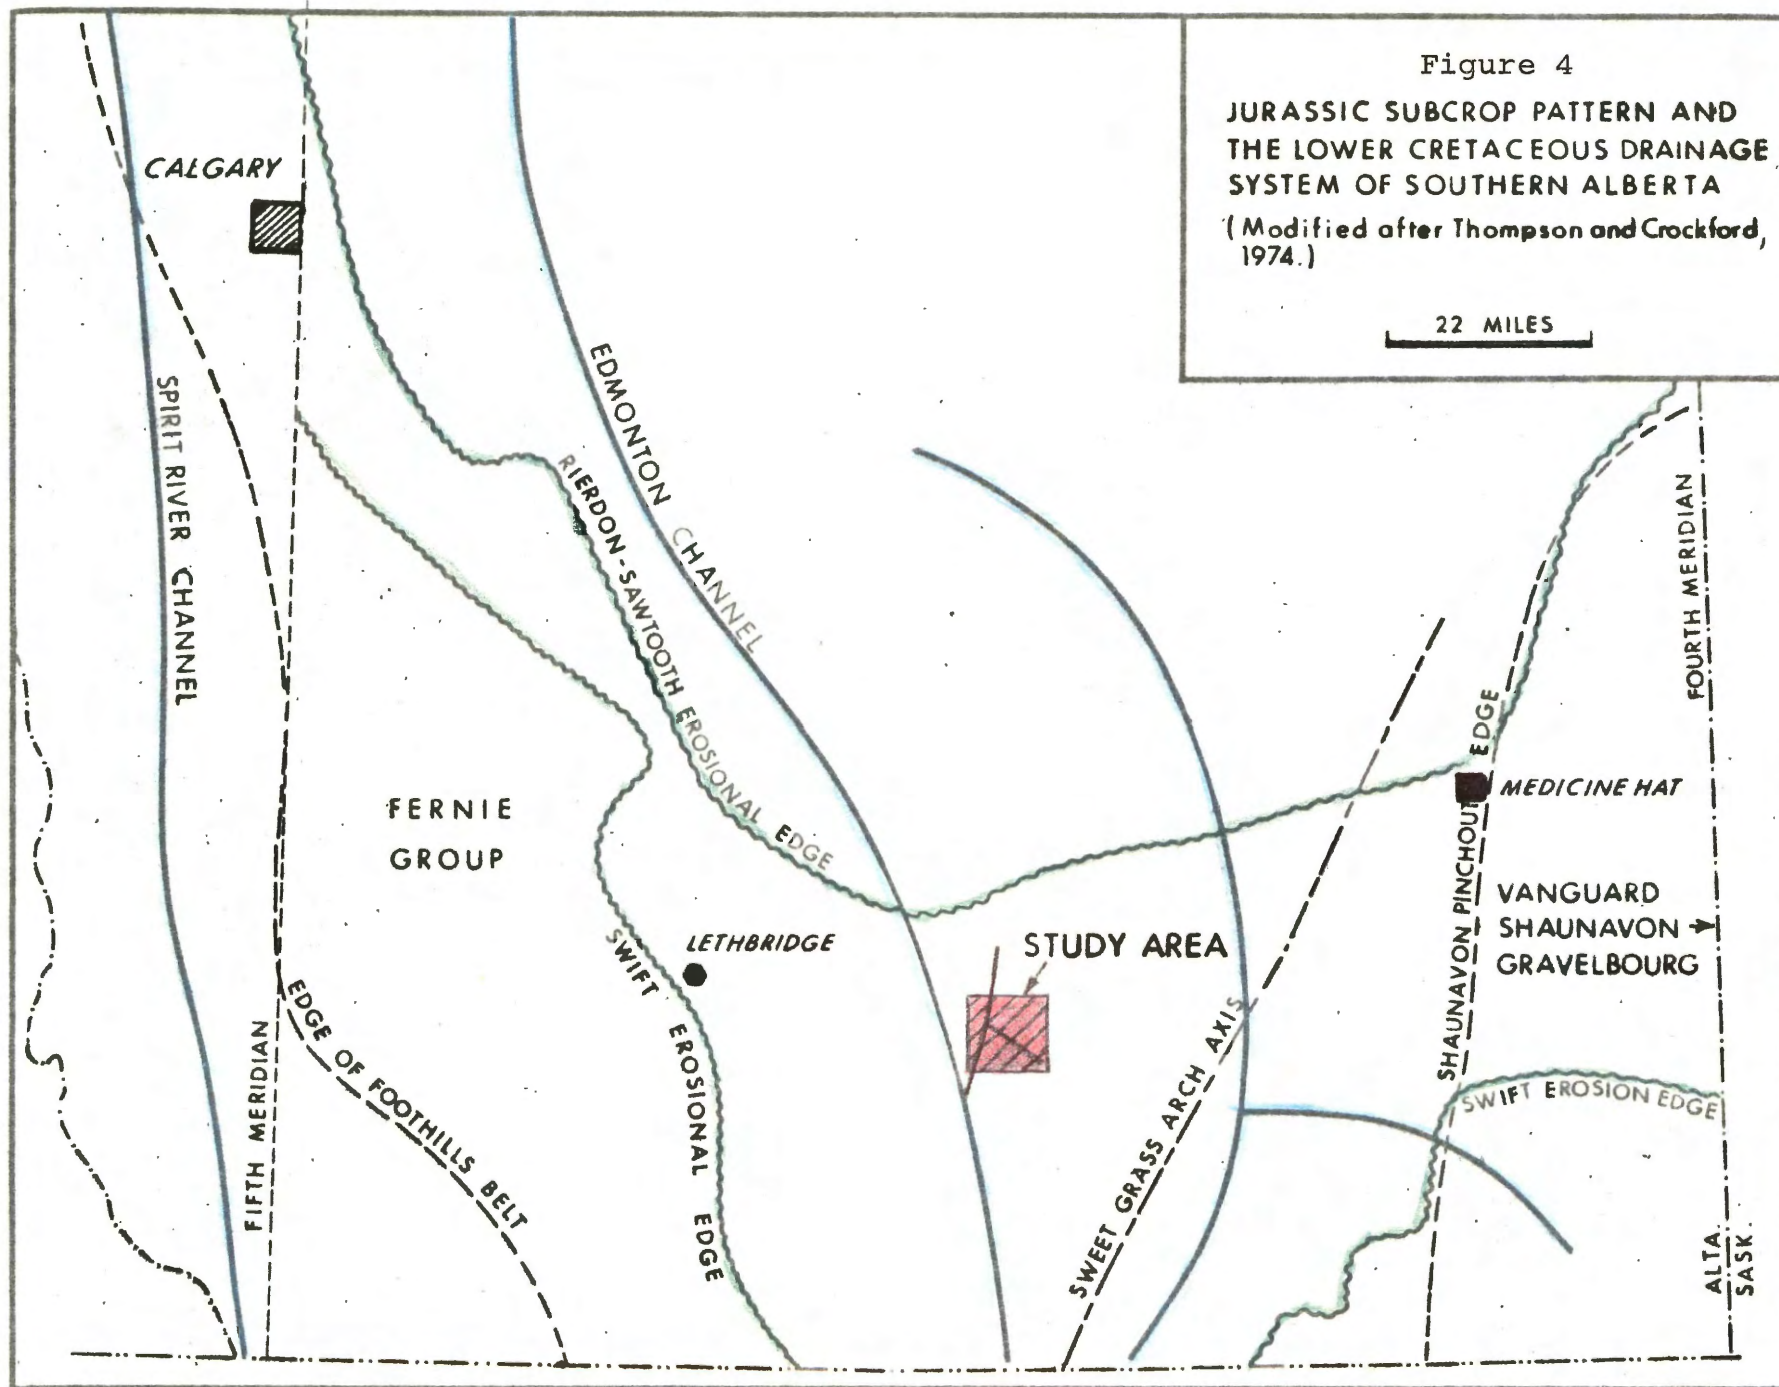 Figure 4
JURASSIC SUBCROP PATTERN AND
THE LOWER CRETACEOUS DRAINAGE
SYSTEM OF SOUTHERN ALBERTA
(Modified after Thompson and Crockford,
1974.)
22 MILES
CALGARY
SPIRIT RIVER CHANNEL
EDMONTON CHANNEL
RIERDON-SAWTOOTH EROSIONAL EDGE
FOURTH MERIDIAN
EDGE
MEDICINE HAT
FERNIE
GROUP
SHAUNAVON PINCHOUT
VANGUARD
SHAUNAVON
GRAVELBOURG
LETHBRIDGE
STUDY AREA
SWIFT EROSIONAL EDGE
EDGE OF FOOTHILLS BELT
FIFTH MERIDIAN
SWEET GRASS ARCH AXIS
SWIFT EROSION EDGE
ALTA.
SASK.